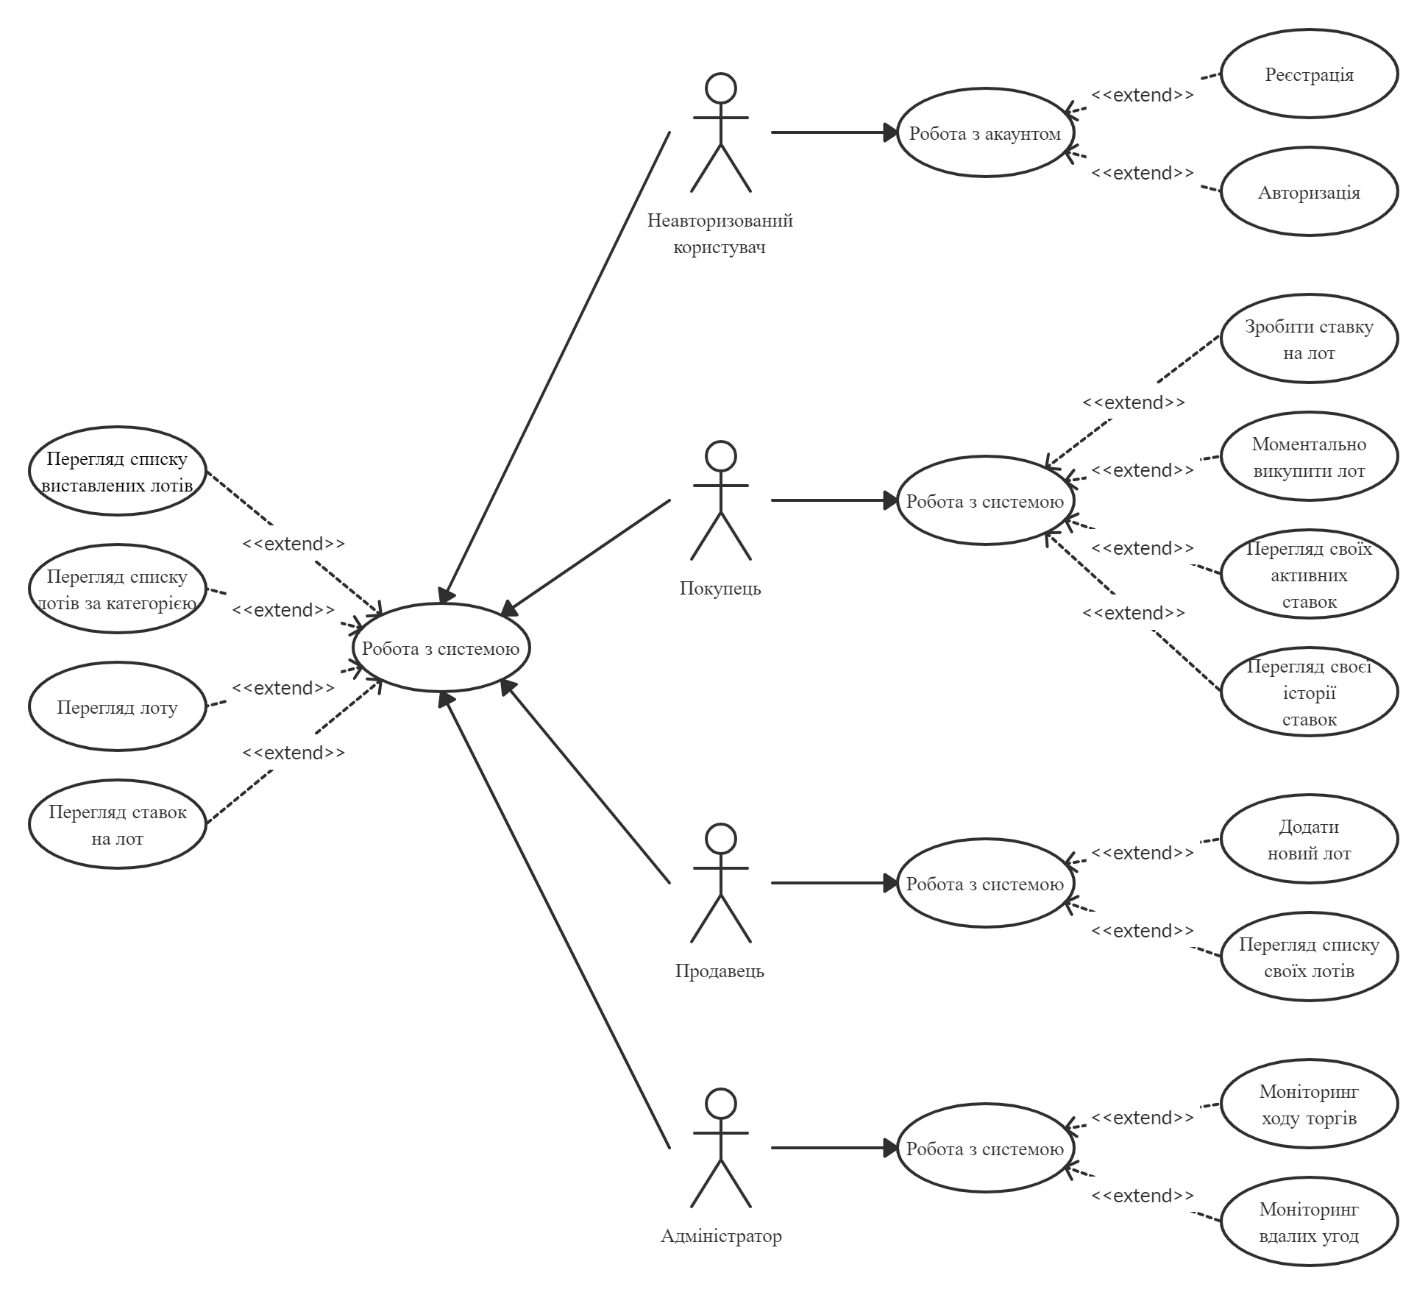 Реєстрація
<<extend>>
Робота з акаунтом
<<extend>>
Авторизація
Неавторизований
користувач
Зробити ставку
на лот
<<extend>>
Моментально
викупити лот
<<extend>>
Робота з системою
<<extend>>
Перегляд своїх
активних
ставок
Покупець
<<extend>>
Перегляд своєї
історії
ставок
Перегляд списку
виставлених лотів
<<extend>>
Перегляд списку
лотів за категорією
<<extend>>
Робота з системою
<<extend>>
Перегляд лоту
<<extend>>
Перегляд ставок
на лот
Додати
новий лот
<<extend>>
Робота з системою
<<extend>>
Перегляд списку
своїх лотів
Продавець
Моніторинг
ходу торгів
<<extend>>
Робота з системою
<<extend>>
Моніторинг
вдалих угод
Адміністратор